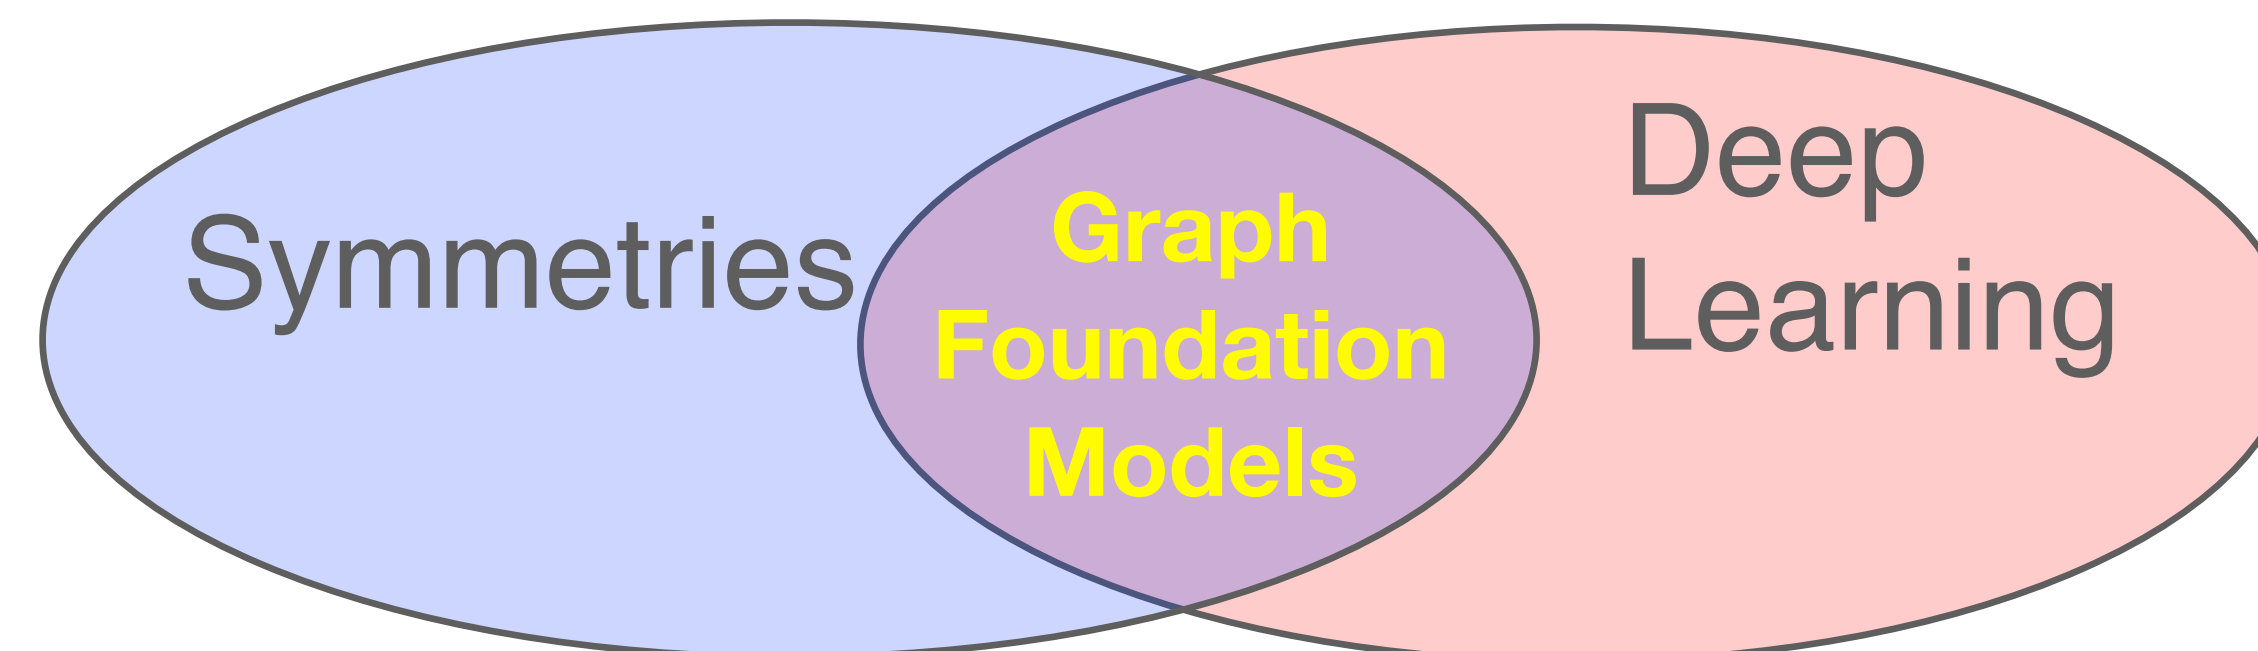 Symmetries
Graph
Foundation
Models
Deep
Learning